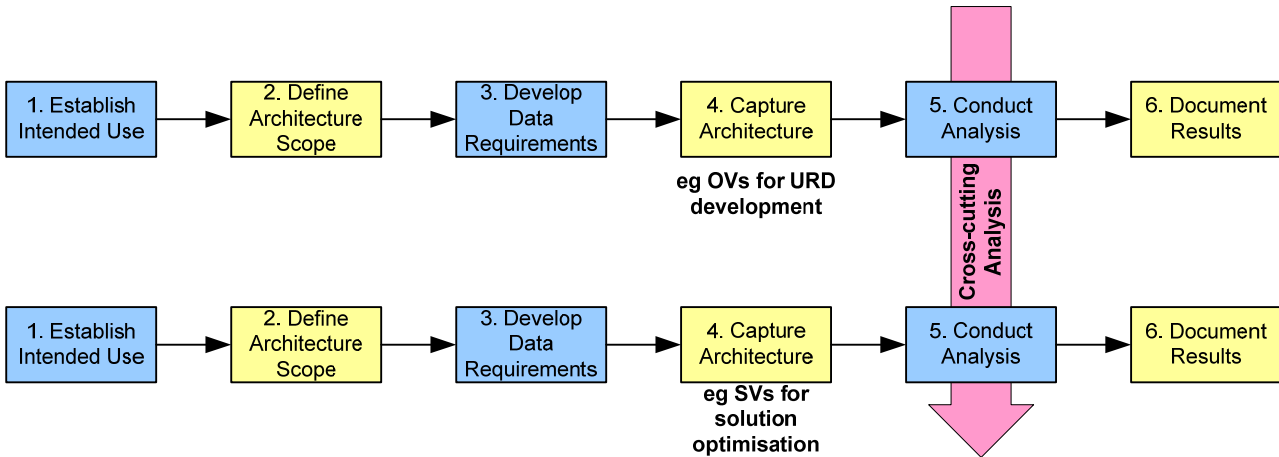 1. Establish
Intended Use
2. Define
Architecture
Scope
3. Develop
Data
Requirements
4. Capture
Architecture
5. Conduct
Analysis
6. Document
Results
eg OVs for URD
development
Cross-cutting
Analysis
1. Establish
Intended Use
2. Define
Architecture
Scope
3. Develop
Data
Requirements
4. Capture
Architecture
5. Conduct
Analysis
6. Document
Results
eg SVs for
solution
optimisation